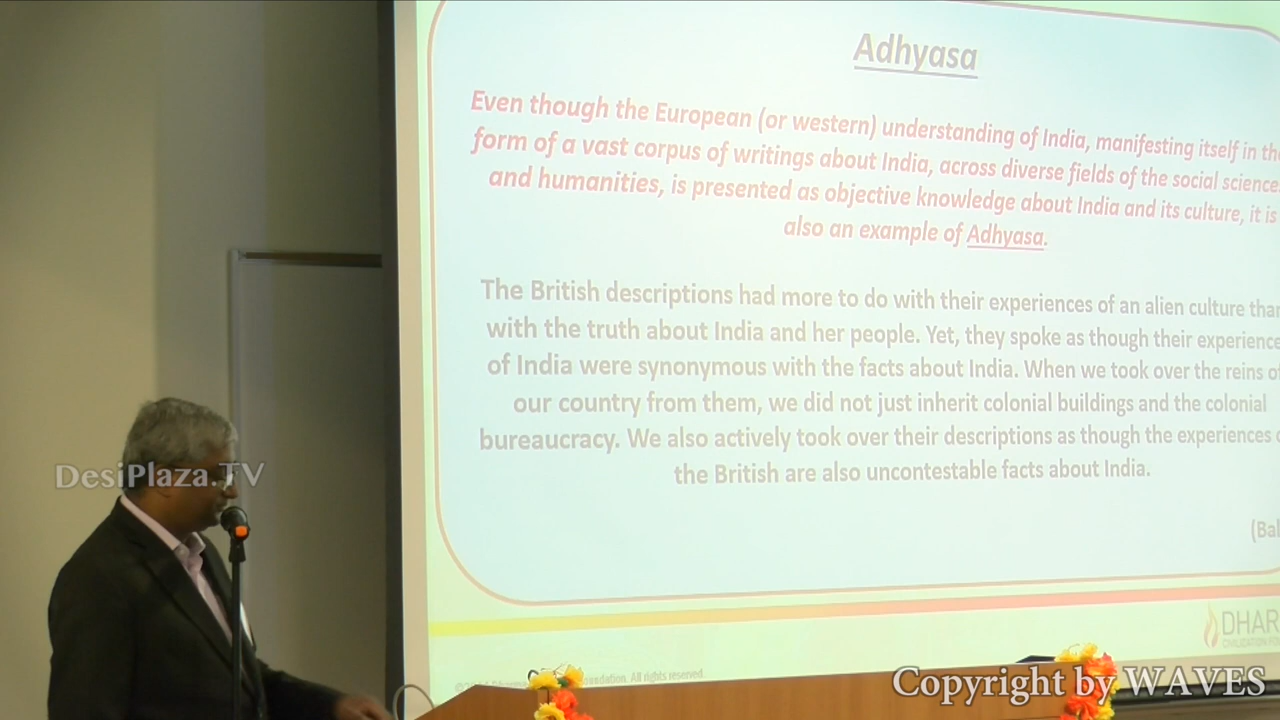 Adhyasa
Even though the European (or western) understanding of India, manifesting itself in the
form of a vast corpus of writings about India, across diverse fields of the social sciences
and humanities, is presented as objective knowledge about India and its culture, it is
also an example of Adhyasa.
The British descriptions had more to do with their experiences of an alien culture than
with the truth about India and her people. Yet, they spoke as though their experience
of India were synonymous with the facts about India. When we took over the reins of
our country from them, we did not just inherit colonial buildings and the colonial
bureaucracy. We also actively took over their descriptions as though the experiences
the British are also uncontestable facts about India.
(Bal
DesiPlaza.TV
DHAR
All rights reserved.
Copyright by WAVES